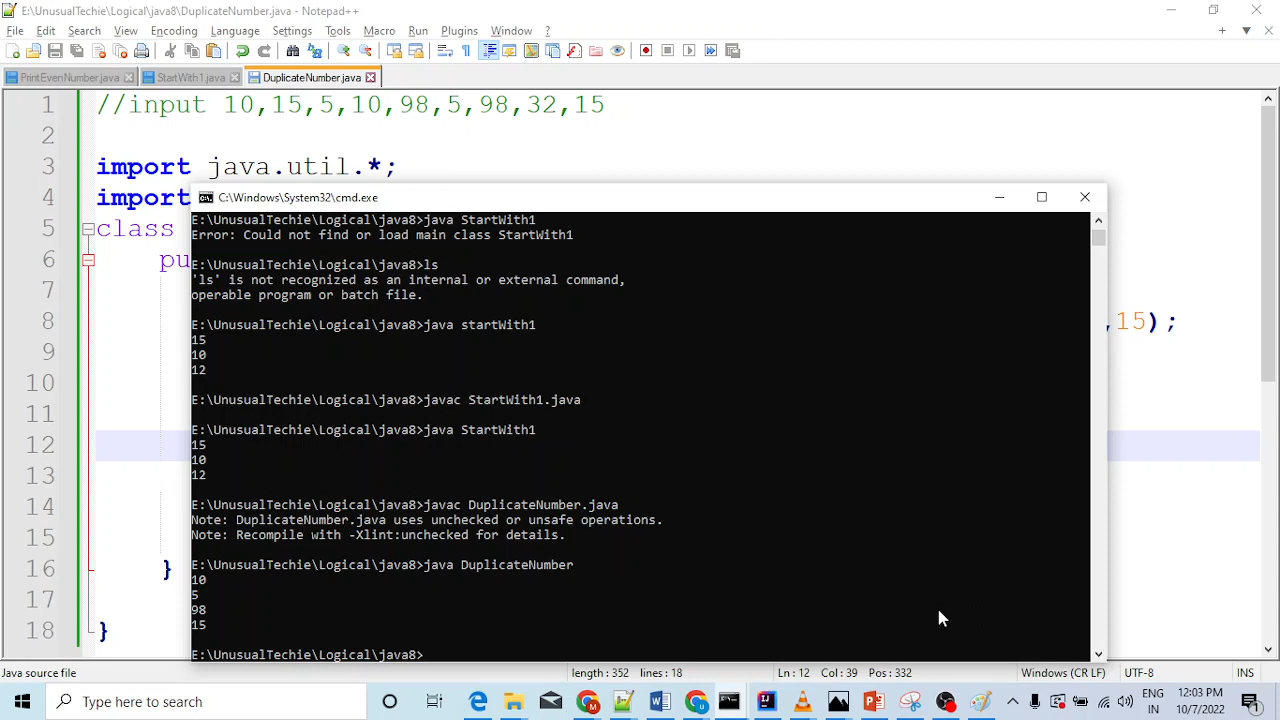 E:\UnusualTechie\Logical\java8\DuplicateNumber.java - Notepad++
File Edit Search View Encoding Language Settings Tools Macro Run Plugins Window ?
PrintEvenNumber.java StartWith1.java DuplicateNumber.java
1 //input 10,15,5,10,98,5,98,32,15
2
3 import java.util.*;
4 import
5 class
6 pu
7
8 ,15);
9
10
11
12
13
14
15
16 }
17
18 }
C:\Windows\System32\cmd.exe
E:\UnusualTechie\Logical\java8>java StartWith1
Error: Could not find or load main class StartWith1
E:\UnusualTechie\Logical\java8>ls
'ls' is not recognized as an internal or external command,
operable program or batch file.
E:\UnusualTechie\Logical\java8>java startWith1
15
10
12
E:\UnusualTechie\Logical\java8>javac StartWith1.java
E:\UnusualTechie\Logical\java8>java StartWith1
15
10
12
E:\UnusualTechie\Logical\java8>javac DuplicateNumber.java
Note: DuplicateNumber.java uses unchecked or unsafe operations.
Note: Recompile with -Xlint:unchecked for details.
E:\UnusualTechie\Logical\java8>java DuplicateNumber
10
5
98
15
E:\UnusualTechie\Logical\java8>
Java source file length : 352 lines : 18 Ln : 12 Col : 39 Pos : 332 Windows (CR LF) UTF-8 INS
Type here to search
ENG
IN
12:03 PM
10/7/2022